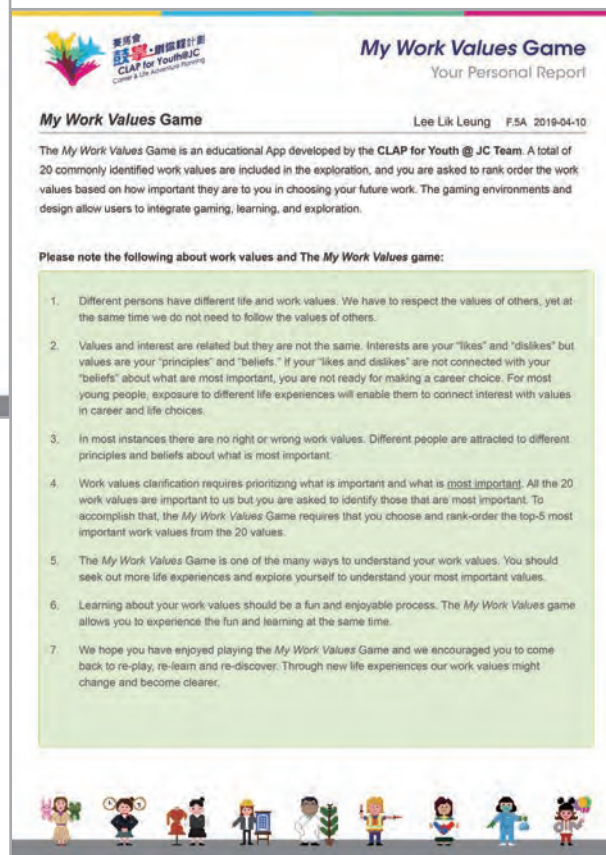 賽馬會
鼓掌·創你程計劃
CLAP for Youth@JC
Career & Life Adventure Planning
My Work Values Game
Your Personal Report
My Work Values Game
Lee Lik Leung F.5A 2019-04-10
The My Work Values Game is an educational App developed by the CLAP for Youth @ JC Team. A total of
20 commonly identified work values are included in the exploration, and you are asked to rank order the work
values based on how important they are to you in choosing your future work. The gaming environments and
design allow users to integrate gaming, learning, and exploration.
Please note the following about work values and The My Work Values game:
1. Different persons have different life and work values. We have to respect the values of others, yet at
the same time we do not need to follow the values of others.
2. Values and interest are related but they are not the same. Interests are your "likes" and "dislikes" but
values are your "principles" and "beliefs." If your "likes and dislikes" are not connected with your
"beliefs" about what are most important, you are not ready for making a career choice. For most
young people, exposure to different life experiences will enable them to connect interest with values
in career and life choices.
3. In most instances there are no right or wrong work values. Different people are attracted to different
principles and beliefs about what is most important.
4. Work values clarification requires prioritizing what is important and what is most important. All the 20
work values are important to us but you are asked to identify those that are most important. To
accomplish that, the My Work Values Game requires that you choose and rank-order the top-5 most
important work values from the 20 values.
5. The My Work Values Game is one of the many ways to understand your work values. You should
seek out more life experiences and explore yourself to understand your most important values.
6. Learning about your work values should be a fun and enjoyable process. The My Work Values game
allows you to experience the fun and learning at the same time.
7. We hope you have enjoyed playing the My Work Values Game and we encouraged you to come
back to re-play, re-learn and re-discover. Through new life experiences our work values might
change and become clearer.